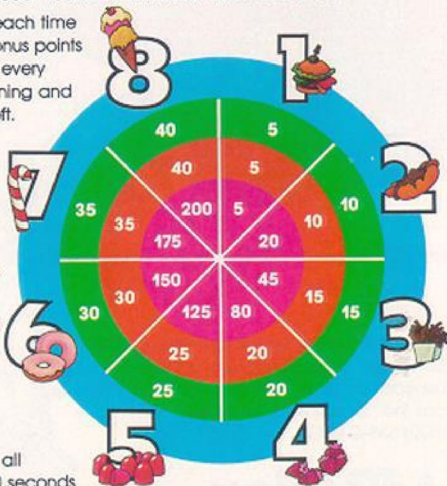 each time
onus points
every
ning and
ft.
8 1
40 5
7 40 5 2
35 35 200 5 10 10
175 20
30 30 150 45 15 15
6 125 80 3
25 20
25 20
5 4
all
seconds